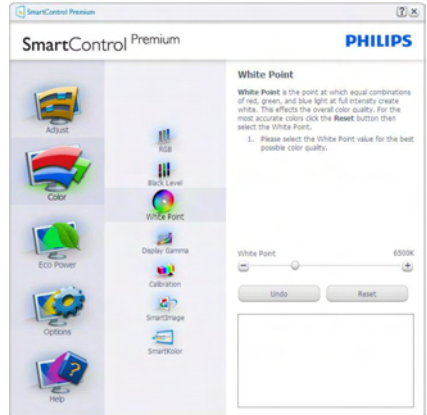 SmartControl Premium
SmartControl Premium
PHILIPS
Adjust
Color
Eco Power
Options
Help
RGB
Black Level
White Point
Display Gamma
Calibration
SmartImage
SmartKolor
White Point
White Point is the point at which equal combinations
of red, green, and blue light at full intensity create
white. This effects the overall color quality. For the
most accurate colors click the Reset button then
select the White Point.
1. Please select the White Point value for the best
possible color quality.
White Point 6500K
Undo Reset